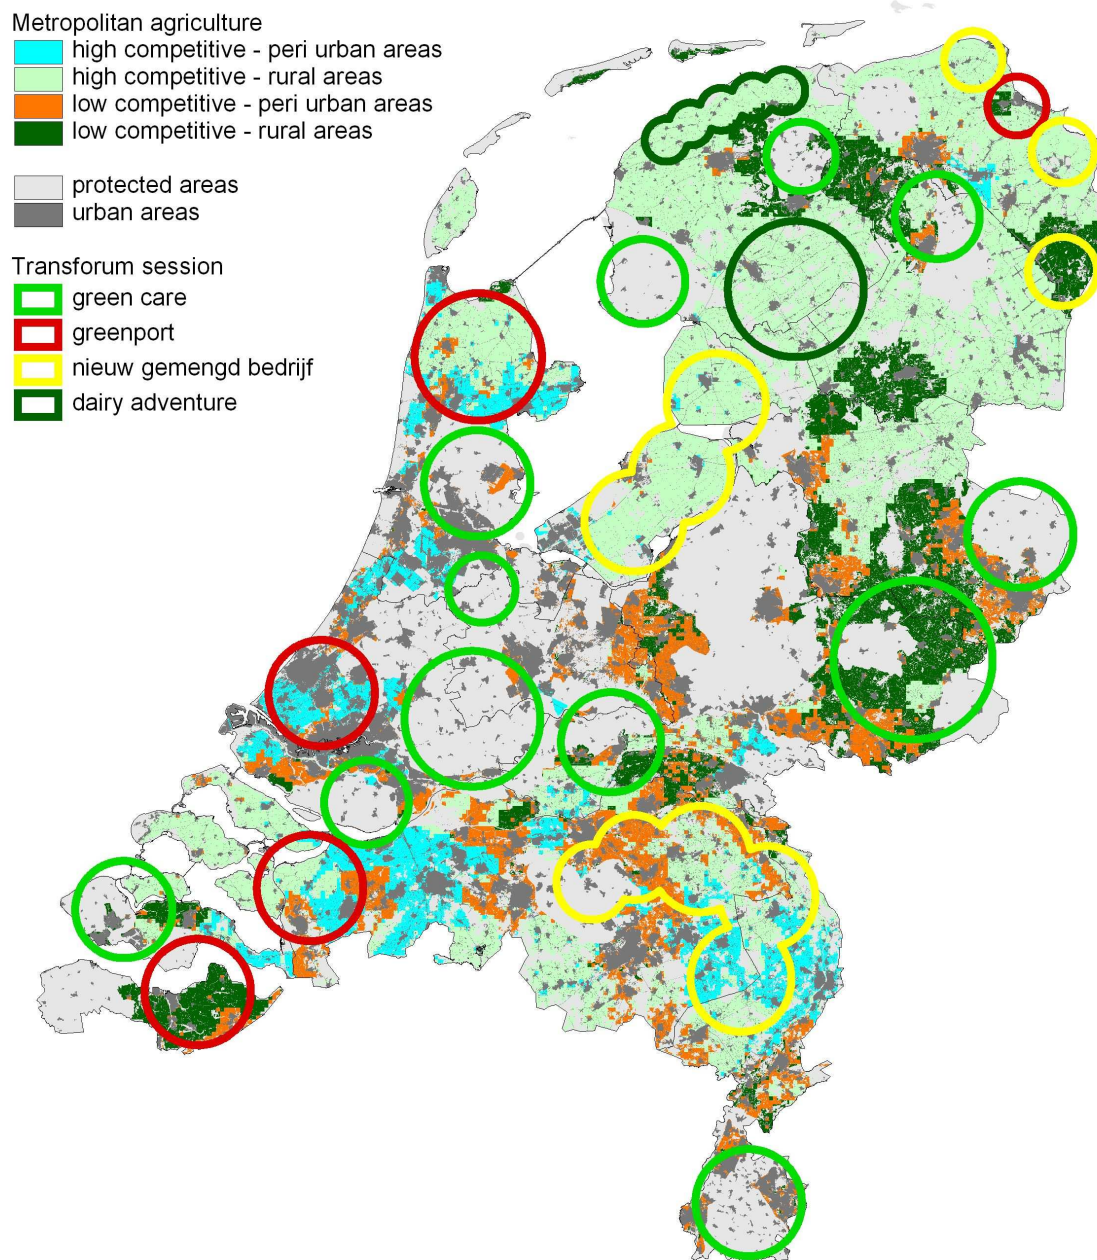 Metropolitan agriculture
high competitive - peri urban areas
high competitive - rural areas
low competitive - peri urban areas
low competitive - rural areas
protected areas
urban areas
Transforum session
green care
greenport
nieuw gemengd bedrijf
dairy adventure